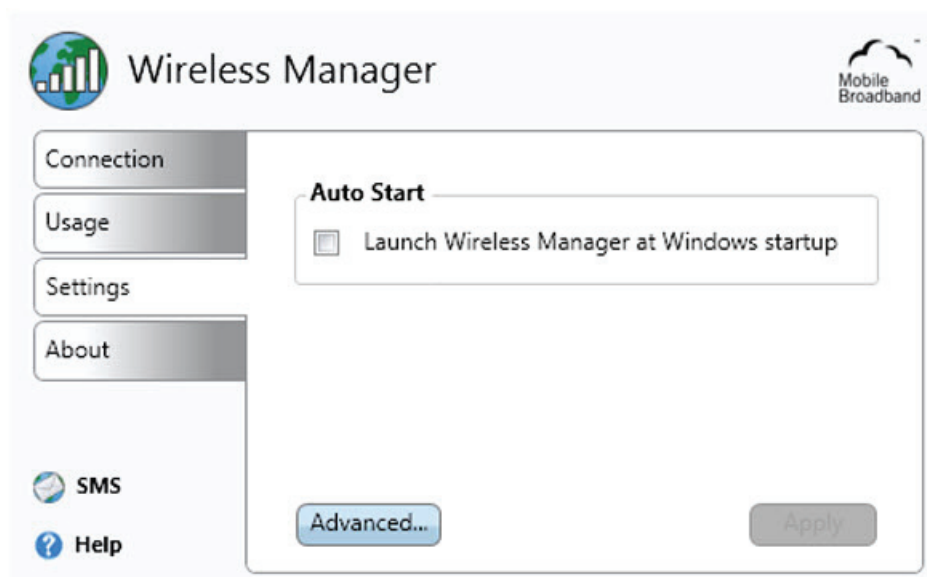 Wireless Manager
Mobile
Broadband
Connection
Usage
Settings
About
SMS
Help
Auto Start
Launch Wireless Manager at Windows startup
Advanced...
Apply